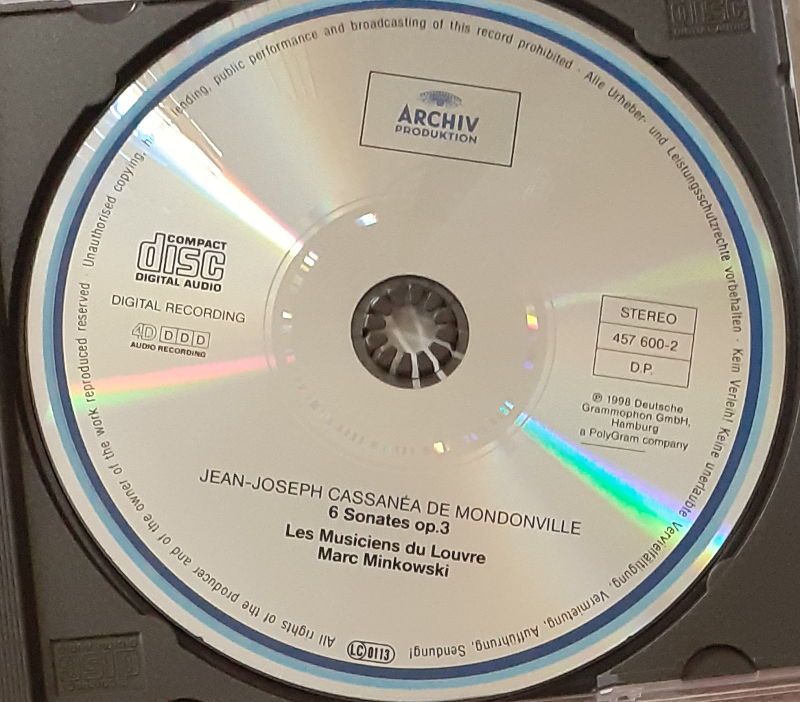 ARCHIV
PRODUKTION
COMPACT
disc
DIGITAL AUDIO
DIGITAL RECORDING
4D DDD
AUDIO RECORDING
STEREO
457 600-2
D.P.
℗ 1998 Deutsche
Grammophon GmbH,
Hamburg
a PolyGram company
JEAN-JOSEPH CASSANÉA DE MONDONVILLE
6 Sonates op.3
Les Musiciens du Louvre
Marc Minkowski
LC 0113
All rights of the producer and of the owner of the work reproduced reserved · Unauthorised copying, lending, public performance and broadcasting of this record prohibited · Alle Urheber- und Leistungsschutzrechte vorbehalten · Kein Verleih! Keine unerlaubte Vervielfältigung, Vermietung, Aufführung, Sendung!
DISC